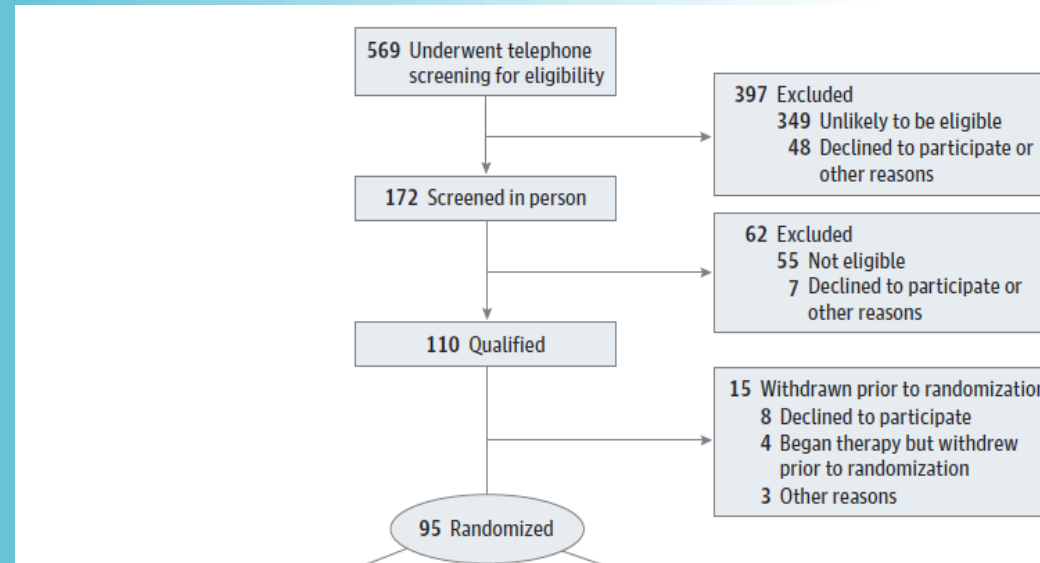 569 Underwent telephone
screening for eligibility
397 Excluded
349 Unlikely to be eligible
48 Declined to participate or
other reasons
172 Screened in person
62 Excluded
55 Not eligible
7 Declined to participate or
other reasons
110 Qualified
15 Withdrawn prior to randomization
8 Declined to participate
4 Began therapy but withdrew
prior to randomization
3 Other reasons
95 Randomized